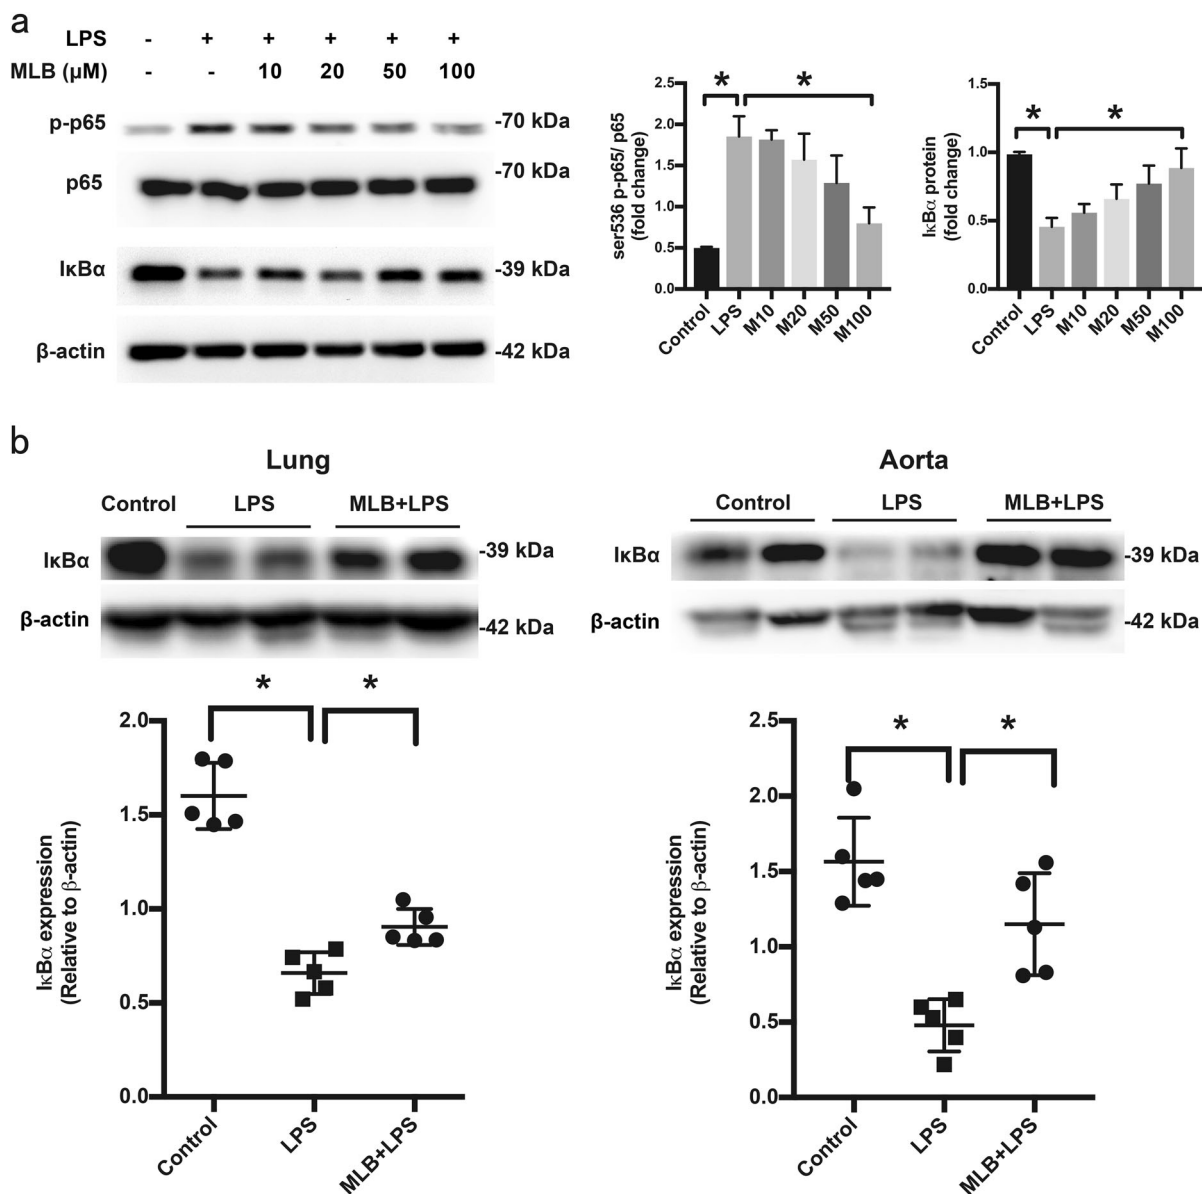 a
LPS - + + + + +
MLB (µM) - - 10 20 50 100
p-p65 -70 kDa
p65 -70 kDa
IκBα -39 kDa
β-actin -42 kDa
ser536 p-p65/ p65
(fold change)
2.5
2.0
1.5
1.0
0.5
0.0
* *
Control LPS M10 M20 M50 M100
IκBα protein
(fold change)
1.5
1.0
0.5
0.0
* *
Control LPS M10 M20 M50 M100
b
Lung
Control LPS MLB+LPS
IκBα -39 kDa
β-actin -42 kDa
IκBα expression
(Relative to β-actin)
2.0
1.5
1.0
0.5
0.0
* *
Control LPS MLB+LPS
Aorta
Control LPS MLB+LPS
IκBα -39 kDa
β-actin -42 kDa
IκBα expression
(Relative to β-actin)
2.5
2.0
1.5
1.0
0.5
0.0
* *
Control LPS MLB+LPS